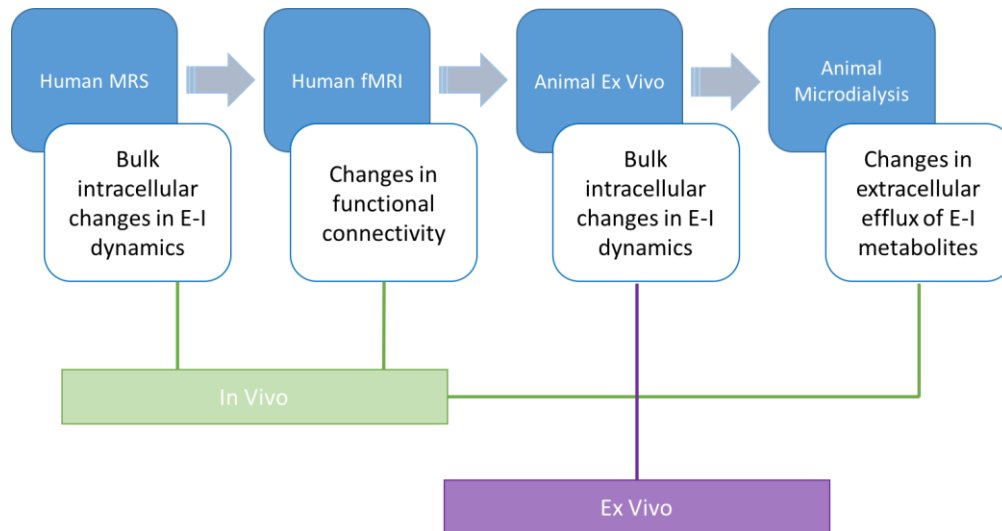 Human MRS
Human fMRI
Animal Ex Vivo
Animal
Microdialysis
Bulk
intracellular
changes in E-I
dynamics
Changes in
functional
connectivity
Bulk
intracellular
changes in E-I
dynamics
Changes in
extracellular
efflux of E-I
metabolites
In Vivo
Ex Vivo